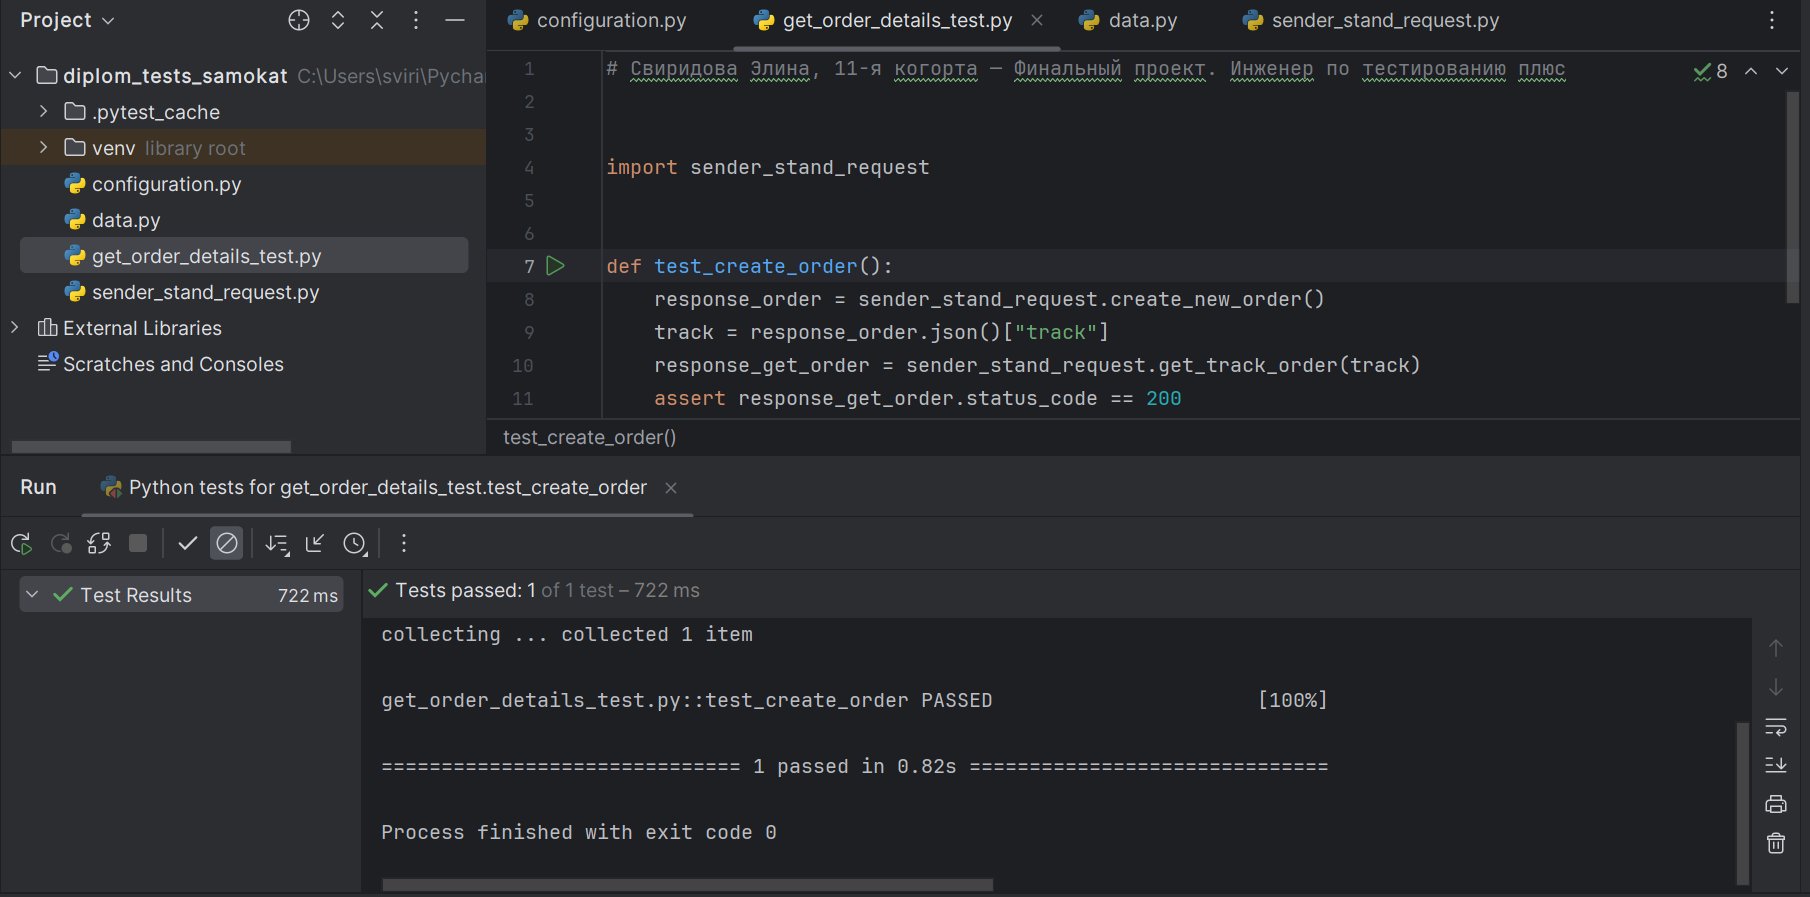 Project
configuration.py
get_order_details_test.py
data.py
sender_stand_request.py
diplom_tests_samokat C:\Users\sviri\Pychar
.pytest_cache
venv library root
configuration.py
data.py
get_order_details_test.py
sender_stand_request.py
External Libraries
Scratches and Consoles
1 # Свиридова Элина, 11-я когорта — Финальный проект. Инженер по тестированию плюс
8
2
3
4 import sender_stand_request
5
6
7 def test_create_order():
8 response_order = sender_stand_request.create_new_order()
9 track = response_order.json()["track"]
10 response_get_order = sender_stand_request.get_track_order(track)
11 assert response_get_order.status_code == 200
test_create_order()
Run
Python tests for get_order_details_test.test_create_order
Test Results 722 ms
Tests passed: 1 of 1 test – 722 ms
collecting ... collected 1 item
get_order_details_test.py::test_create_order PASSED [100%]
============================== 1 passed in 0.82s ==============================
Process finished with exit code 0